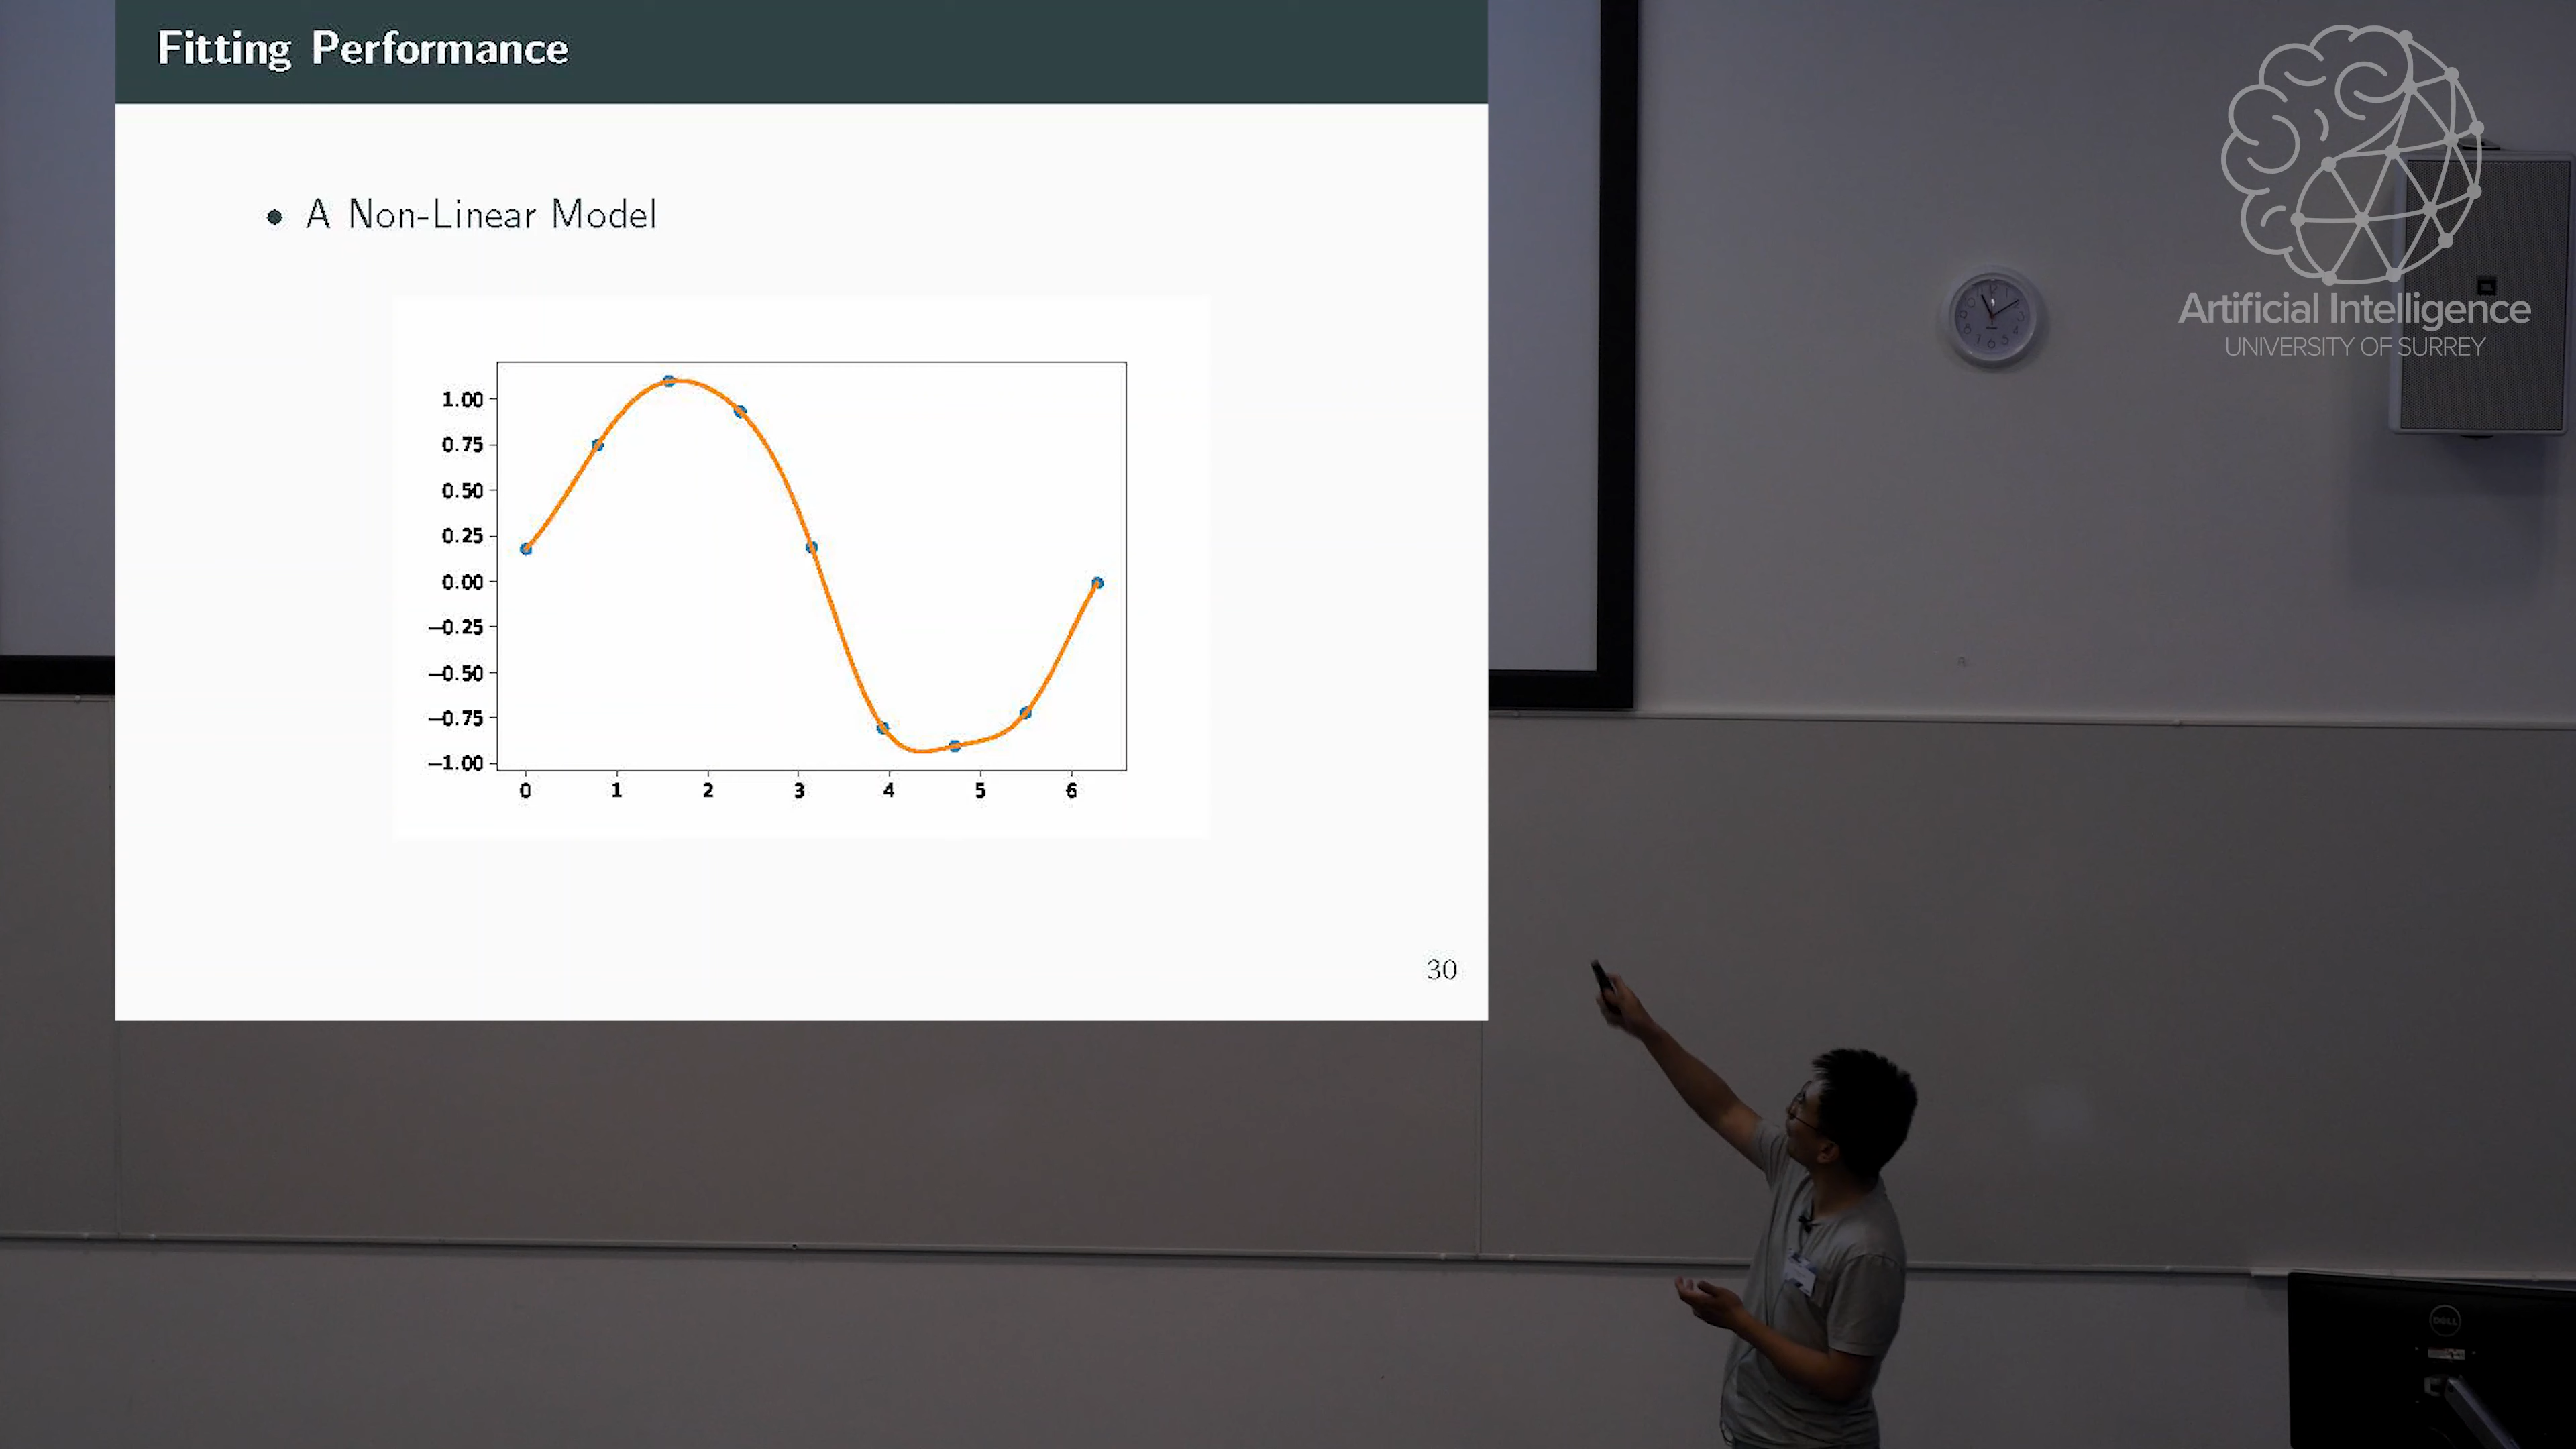 Fitting Performance
• A Non-Linear Model
1.00
0.75
0.50
0.25
0.00
−0.25
−0.50
−0.75
−1.00
0 1 2 3 4 5 6
30
Artificial Intelligence
UNIVERSITY OF SURREY
DELL